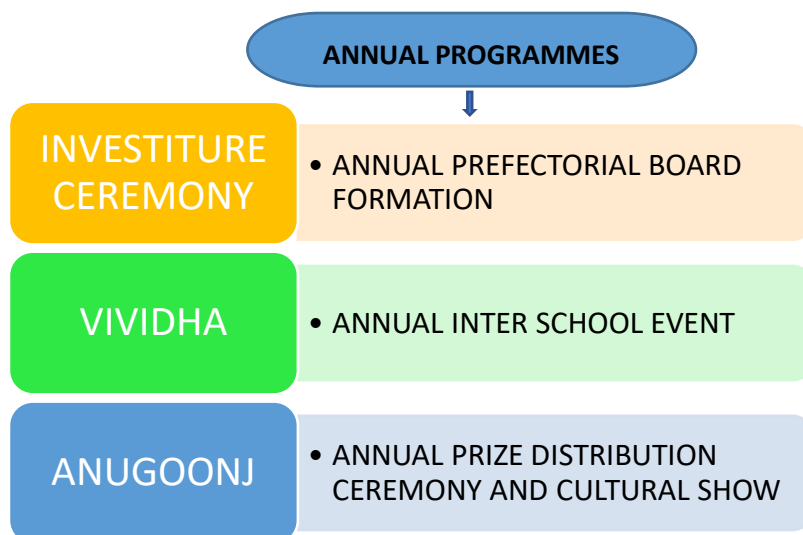 ANNUAL PROGRAMMES
INVESTITURE
CEREMONY
• ANNUAL PREFECTORIAL BOARD
FORMATION
VIVIDHA
• ANNUAL INTER SCHOOL EVENT
ANUGOONJ
• ANNUAL PRIZE DISTRIBUTION
CEREMONY AND CULTURAL SHOW